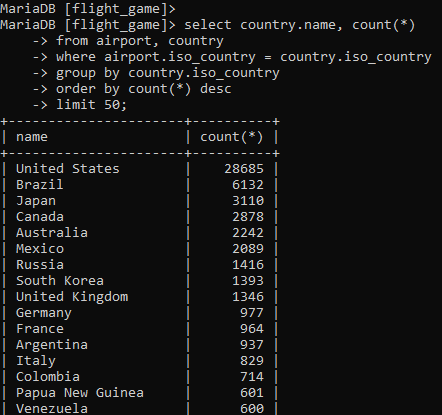 MariaDB [flight_game]>
MariaDB [flight_game]> select country.name, count(*)
    -> from airport, country
    -> where airport.iso_country = country.iso_country
    -> group by country.iso_country
    -> order by count(*) desc
    -> limit 50;
+----------------------+----------+
| name                 | count(*) |
+----------------------+----------+
| United States        |    28685 |
| Brazil               |     6132 |
| Japan                |     3110 |
| Canada               |     2878 |
| Australia            |     2242 |
| Mexico               |     2089 |
| Russia               |     1416 |
| South Korea          |     1393 |
| United Kingdom       |     1346 |
| Germany              |      977 |
| France               |      964 |
| Argentina            |      937 |
| Italy                |      829 |
| Colombia             |      714 |
| Papua New Guinea     |      601 |
| Venezuela            |      600 |